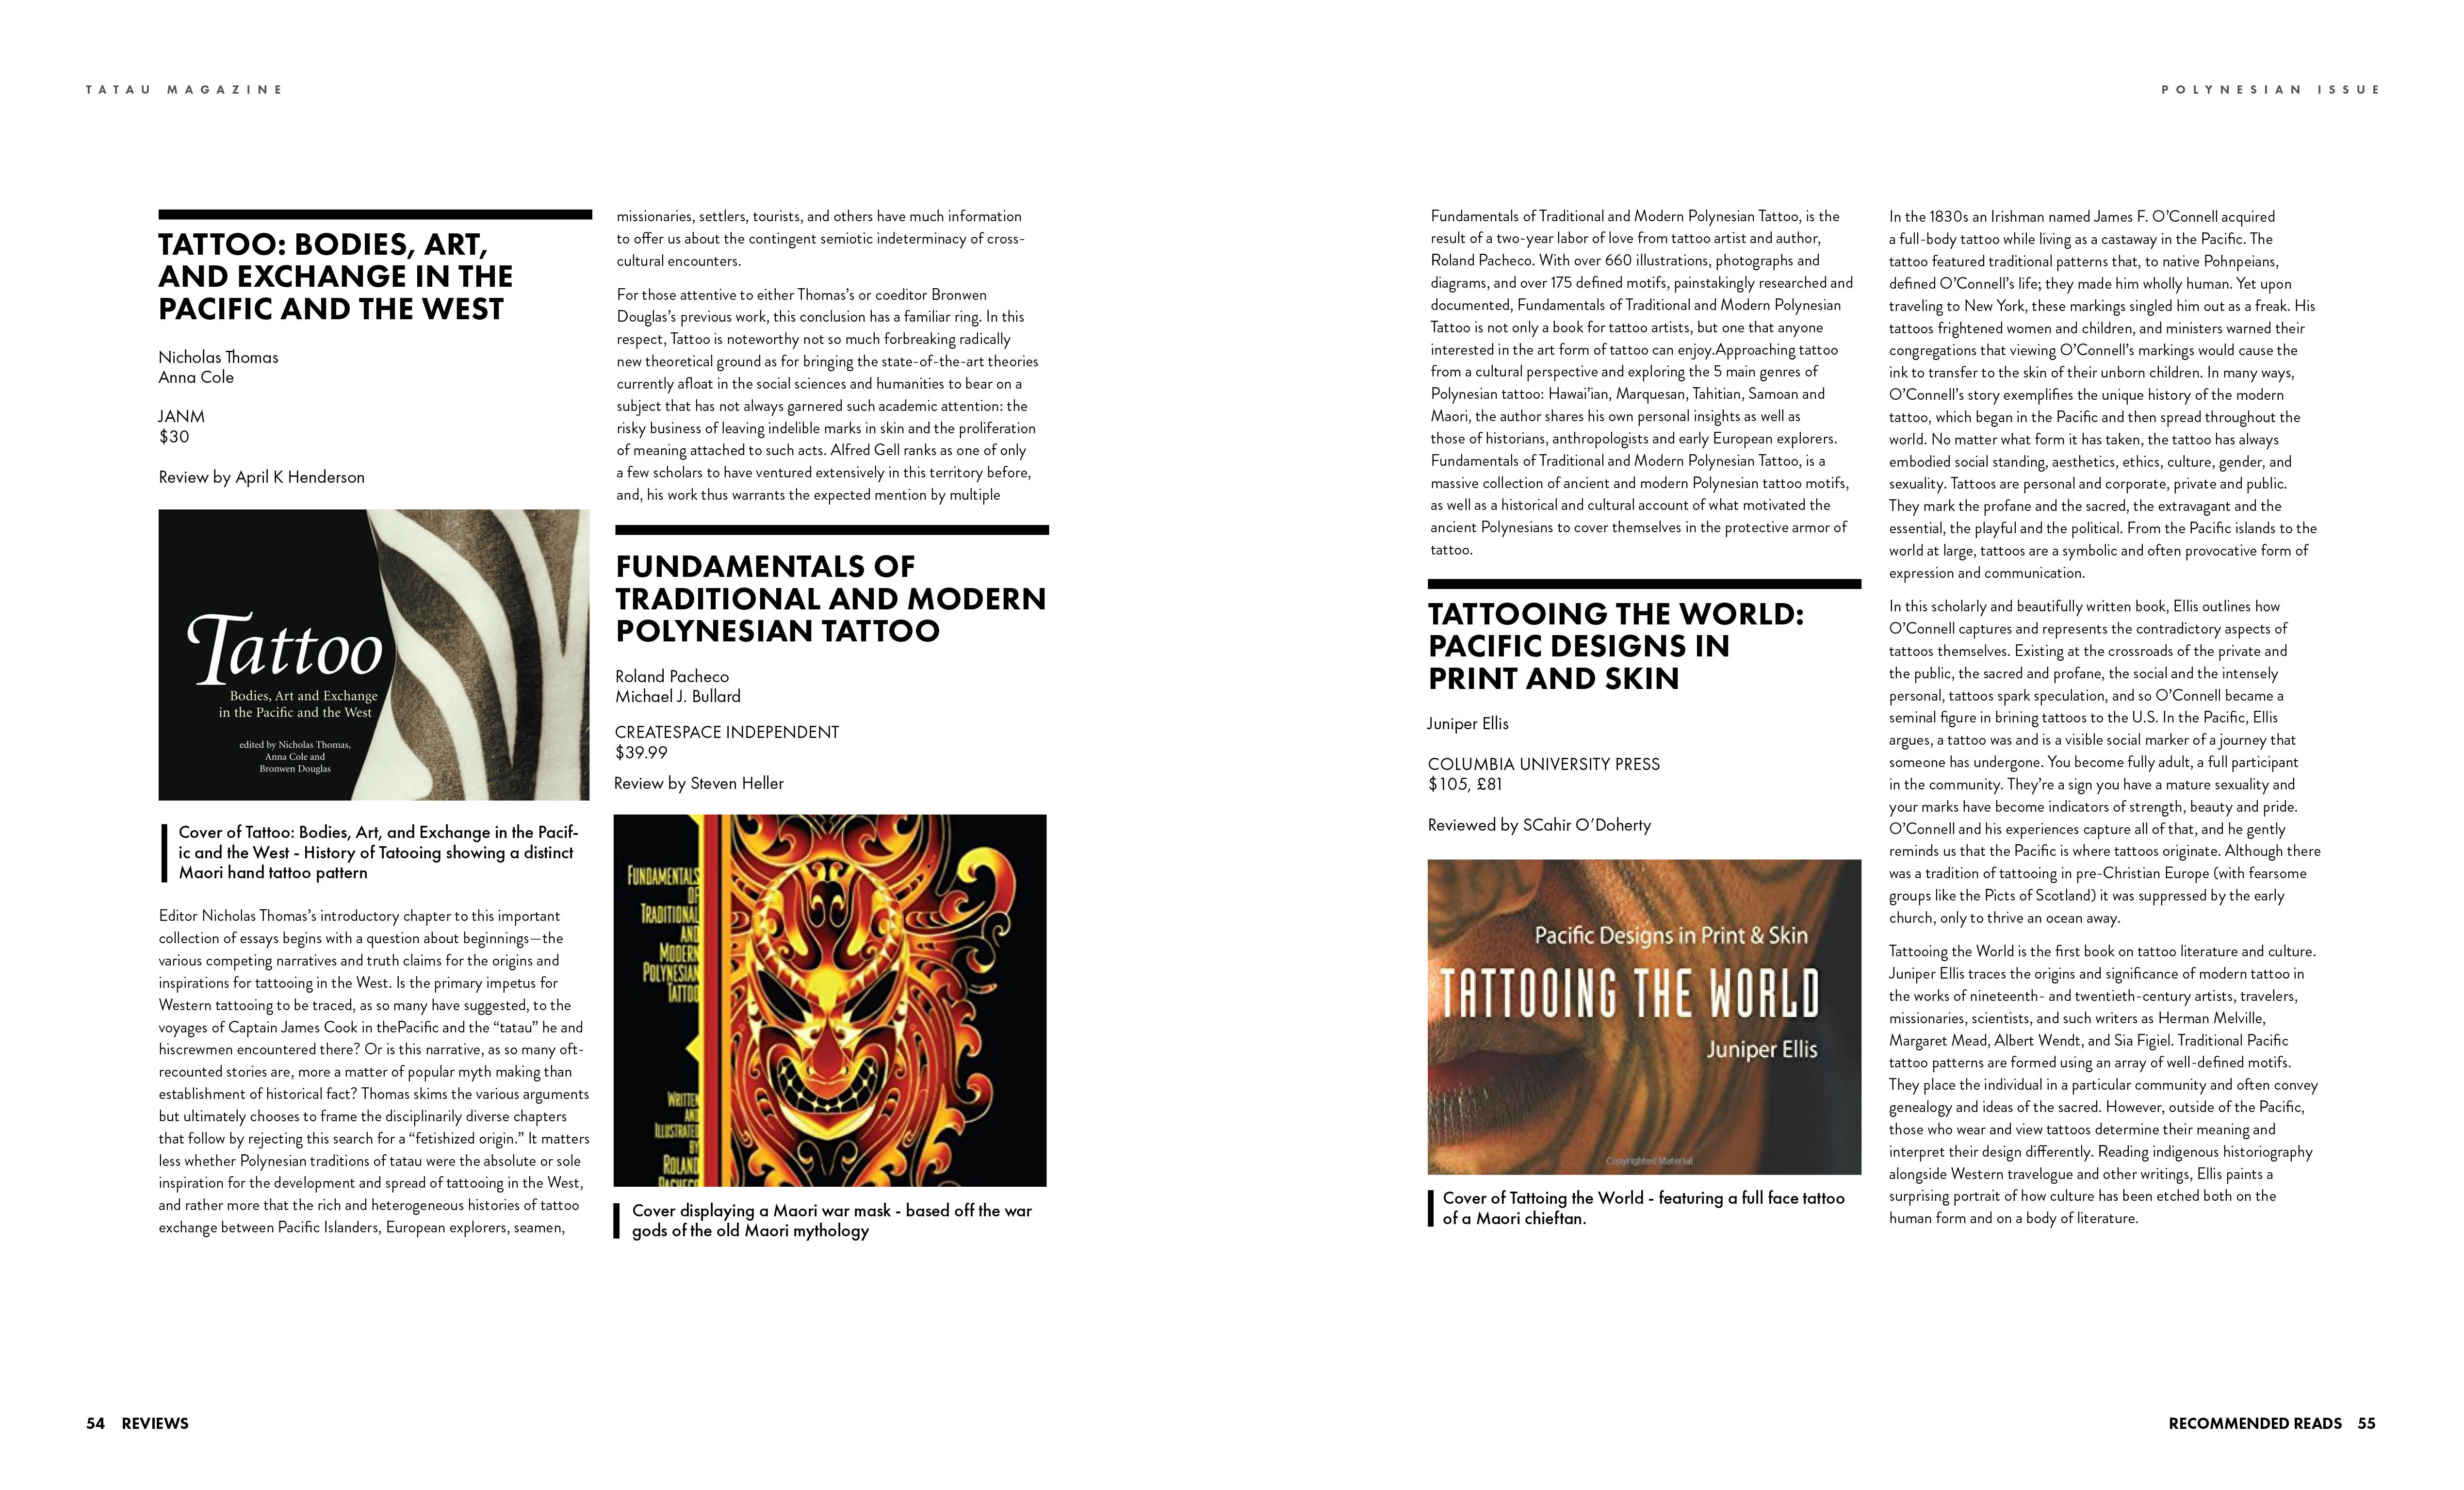 TATAU MAGAZINE
POLYNESIAN ISSUE
TATTOO: BODIES, ART,
AND EXCHANGE IN THE
PACIFIC AND THE WEST
Nicholas Thomas
Anna Cole
JANM
$30
Review by April K Henderson
Tattoo
Bodies, Art and Exchange
in the Pacific and the West
edited by Nicholas Thomas,
Anna Cole and
Bronwen Douglas
Cover of Tattoo: Bodies, Art, and Exchange in the Pacif-
ic and the West - History of Tatooing showing a distinct
Maori hand tattoo pattern
Editor Nicholas Thomas's introductory chapter to this important
collection of essays begins with a question about beginnings—the
various competing narratives and truth claims for the origins and
inspirations for tattooing in the West. Is the primary impetus for
Western tattooing to be traced, as so many have suggested, to the
voyages of Captain James Cook in thePacific and the “tatau” he and
hiscrewmen encountered there? Or is this narrative, as so many oft-
recounted stories are, more a matter of popular myth making than
establishment of historical fact? Thomas skims the various arguments
but ultimately chooses to frame the disciplinarily diverse chapters
that follow by rejecting this search for a “fetishized origin.” It matters
less whether Polynesian traditions of tatau were the absolute or sole
inspiration for the development and spread of tattooing in the West,
and rather more that the rich and heterogeneous histories of tattoo
exchange between Pacific Islanders, European explorers, seamen,
missionaries, settlers, tourists, and others have much information
to offer us about the contingent semiotic indeterminacy of cross-
cultural encounters.
For those attentive to either Thomas's or coeditor Bronwen
Douglas's previous work, this conclusion has a familiar ring. In this
respect, Tattoo is noteworthy not so much forbreaking radically
new theoretical ground as for bringing the state-of-the-art theories
currently afloat in the social sciences and humanities to bear on a
subject that has not always garnered such academic attention: the
risky business of leaving indelible marks in skin and the proliferation
of meaning attached to such acts. Alfred Gell ranks as one of only
a few scholars to have ventured extensively in this territory before,
and, his work thus warrants the expected mention by multiple
FUNDAMENTALS OF
TRADITIONAL AND MODERN
POLYNESIAN TATTOO
Roland Pacheco
Michael J. Bullard
CREATESPACE INDEPENDENT
$39.99
Review by Steven Heller
FUNDAMENTALS
OF
TRADITIONAL
AND
MODERN
POLYNESIAN
TATTOO
WRITTEN
AND
ILLUSTRATED
BY
ROLAND
PACHECO
Cover displaying a Maori war mask - based off the war
gods of the old Maori mythology
Fundamentals of Traditional and Modern Polynesian Tattoo, is the
result of a two-year labor of love from tattoo artist and author,
Roland Pacheco. With over 660 illustrations, photographs and
diagrams, and over 175 defined motifs, painstakingly researched and
documented, Fundamentals of Traditional and Modern Polynesian
Tattoo is not only a book for tattoo artists, but one that anyone
interested in the art form of tattoo can enjoy.Approaching tattoo
from a cultural perspective and exploring the 5 main genres of
Polynesian tattoo: Hawai'ian, Marquesan, Tahitian, Samoan and
Maori, the author shares his own personal insights as well as
those of historians, anthropologists and early European explorers.
Fundamentals of Traditional and Modern Polynesian Tattoo, is a
massive collection of ancient and modern Polynesian tattoo motifs,
as well as a historical and cultural account of what motivated the
ancient Polynesians to cover themselves in the protective armor of
tattoo.
TATTOOING THE WORLD:
PACIFIC DESIGNS IN
PRINT AND SKIN
Juniper Ellis
COLUMBIA UNIVERSITY PRESS
$105, £81
Reviewed by SCahir O'Doherty
Pacific Designs in Print & Skin
TATTOOING THE WORLD
Juniper Ellis
Copyrighted Material
Cover of Tattoing the World - featuring a full face tattoo
of a Maori chieftan.
In the 1830s an Irishman named James F. O'Connell acquired
a full-body tattoo while living as a castaway in the Pacific. The
tattoo featured traditional patterns that, to native Pohnpeians,
defined O'Connell's life; they made him wholly human. Yet upon
traveling to New York, these markings singled him out as a freak. His
tattoos frightened women and children, and ministers warned their
congregations that viewing O'Connell's markings would cause the
ink to transfer to the skin of their unborn children. In many ways,
O'Connell's story exemplifies the unique history of the modern
tattoo, which began in the Pacific and then spread throughout the
world. No matter what form it has taken, the tattoo has always
embodied social standing, aesthetics, ethics, culture, gender, and
sexuality. Tattoos are personal and corporate, private and public.
They mark the profane and the sacred, the extravagant and the
essential, the playful and the political. From the Pacific islands to the
world at large, tattoos are a symbolic and often provocative form of
expression and communication.
In this scholarly and beautifully written book, Ellis outlines how
O'Connell captures and represents the contradictory aspects of
tattoos themselves. Existing at the crossroads of the private and
the public, the sacred and profane, the social and the intensely
personal, tattoos spark speculation, and so O'Connell became a
seminal figure in brining tattoos to the U.S. In the Pacific, Ellis
argues, a tattoo was and is a visible social marker of a journey that
someone has undergone. You become fully adult, a full participant
in the community. They're a sign you have a mature sexuality and
your marks have become indicators of strength, beauty and pride.
O'Connell and his experiences capture all of that, and he gently
reminds us that the Pacific is where tattoos originate. Although there
was a tradition of tattooing in pre-Christian Europe (with fearsome
groups like the Picts of Scotland) it was suppressed by the early
church, only to thrive an ocean away.
Tattooing the World is the first book on tattoo literature and culture.
Juniper Ellis traces the origins and significance of modern tattoo in
the works of nineteenth- and twentieth-century artists, travelers,
missionaries, scientists, and such writers as Herman Melville,
Margaret Mead, Albert Wendt, and Sia Figiel. Traditional Pacific
tattoo patterns are formed using an array of well-defined motifs.
They place the individual in a particular community and often convey
genealogy and ideas of the sacred. However, outside of the Pacific,
those who wear and view tattoos determine their meaning and
interpret their design differently. Reading indigenous historiography
alongside Western travelogue and other writings, Ellis paints a
surprising portrait of how culture has been etched both on the
human form and on a body of literature.
54 REVIEWS
RECOMMENDED READS 55